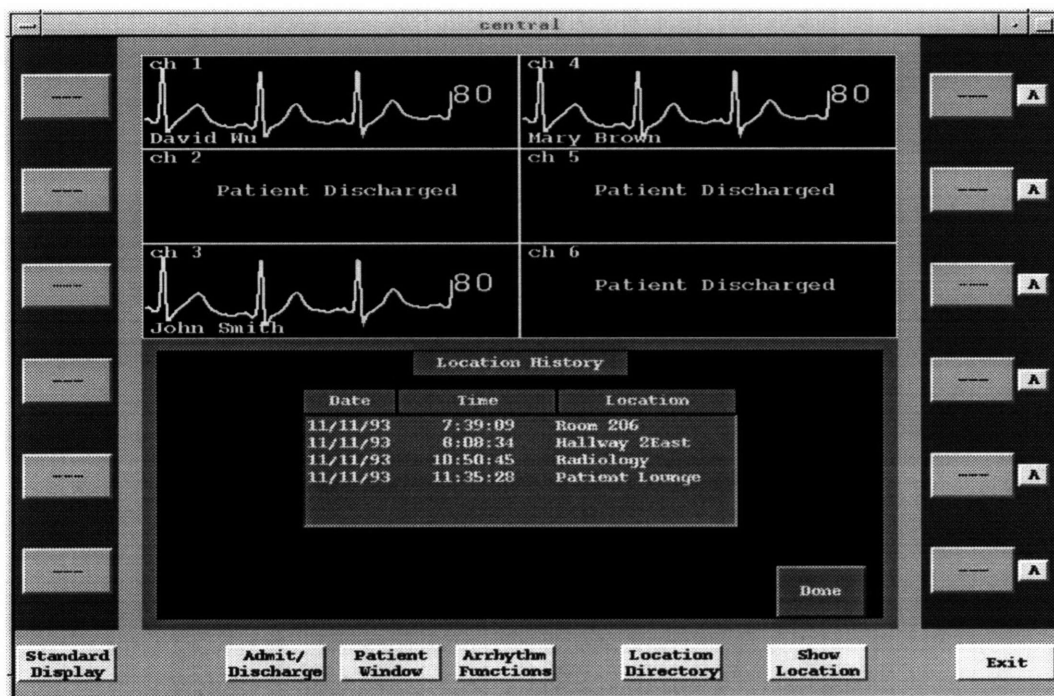 central
ch 1
80
David Wu
ch 4
80
Mary Brown
ch 2
Patient Discharged
ch 5
Patient Discharged
ch 3
80
John Smith
ch 6
Patient Discharged
--- 
--- A
--- 
--- A
--- 
--- A
--- 
--- A
--- 
--- A
--- 
--- A
Location History
Date Time Location
11/11/93 7:39:09 Room 206
11/11/93 8:08:34 Hallway 2East
11/11/93 10:50:45 Radiology
11/11/93 11:35:28 Patient Lounge
Done
Standard Display
Admit/ Discharge
Patient Window
Arrhythm Functions
Location Directory
Show Location
Exit